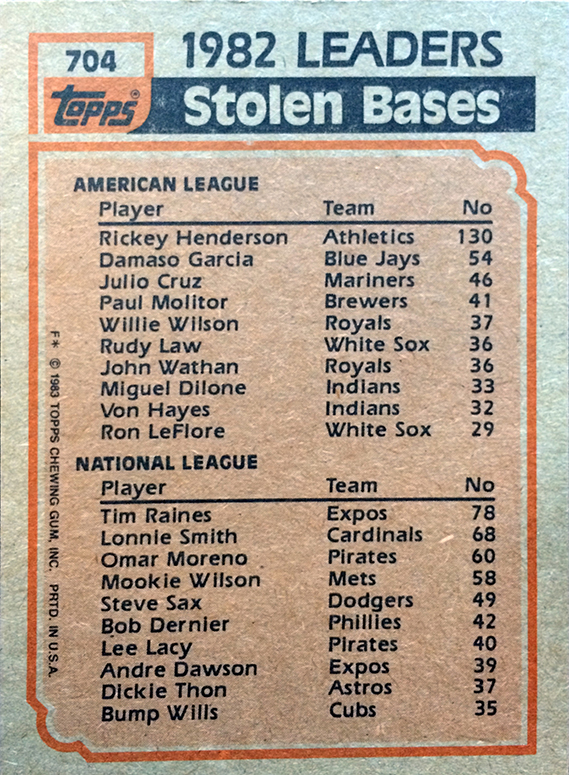 704
topps®
1982 LEADERS
Stolen Bases
AMERICAN LEAGUE
Player Team No
Rickey Henderson Athletics 130
Damaso Garcia Blue Jays 54
Julio Cruz Mariners 46
Paul Molitor Brewers 41
Willie Wilson Royals 37
Rudy Law White Sox 36
John Wathan Royals 36
Miguel Dilone Indians 33
Von Hayes Indians 32
Ron LeFlore White Sox 29
NATIONAL LEAGUE
Player Team No
Tim Raines Expos 78
Lonnie Smith Cardinals 68
Omar Moreno Pirates 60
Mookie Wilson Mets 58
Steve Sax Dodgers 49
Bob Dernier Phillies 42
Lee Lacy Pirates 40
Andre Dawson Expos 39
Dickie Thon Astros 37
Bump Wills Cubs 35
F* © 1983 TOPPS CHEWING GUM, INC. PRTD. IN U.S.A.